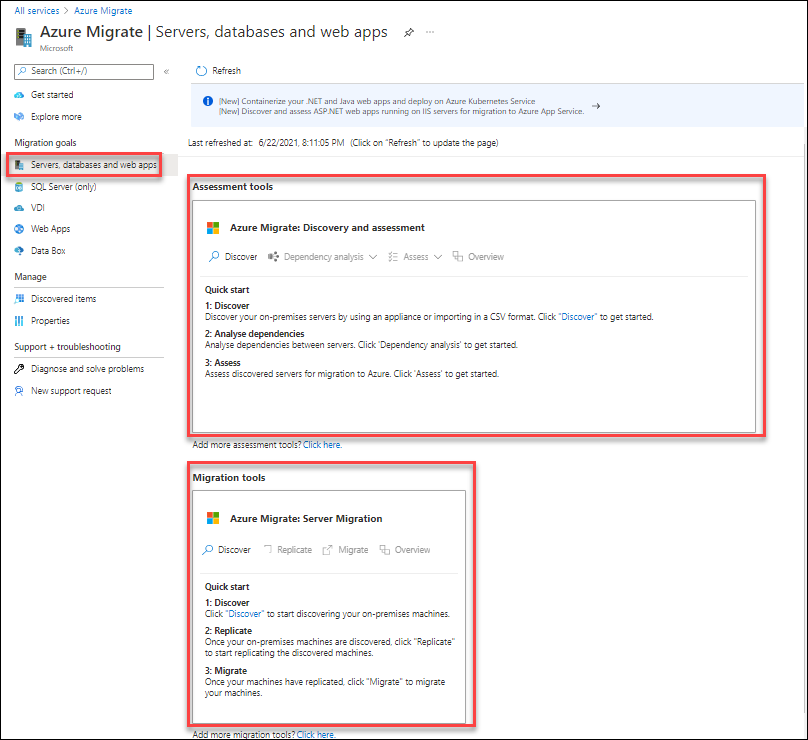 All services > Azure Migrate
Azure Migrate | Servers, databases and web apps
Microsoft
Search (Ctrl+/)
«
Get started
Explore more
Migration goals
Servers, databases and web apps
SQL Server (only)
VDI
Web Apps
Data Box
Manage
Discovered items
Properties
Support + troubleshooting
Diagnose and solve problems
New support request
Refresh
[New] Containerize your .NET and Java web apps and deploy on Azure Kubernetes Service
[New] Discover and assess ASP.NET web apps running on IIS servers for migration to Azure App Service.
Last refreshed at: 6/22/2021, 8:11:05 PM (Click on "Refresh" to update the page)
Assessment tools
Azure Migrate: Discovery and assessment
Discover Dependency analysis Assess Overview
Quick start
1: Discover
Discover your on-premises servers by using an appliance or importing in a CSV format. Click "Discover" to get started.
2: Analyse dependencies
Analyse dependencies between servers. Click 'Dependency analysis' to get started.
3: Assess
Assess discovered servers for migration to Azure. Click 'Assess' to get started.
Add more assessment tools? Click here.
Migration tools
Azure Migrate: Server Migration
Discover Replicate Migrate Overview
Quick start
1: Discover
Click "Discover" to start discovering your on-premises machines.
2: Replicate
Once your on-premises machines are discovered, click "Replicate"
to start replicating the discovered machines.
3: Migrate
Once your machines have replicated, click "Migrate" to migrate
your machines.
Add more migration tools? Click here.